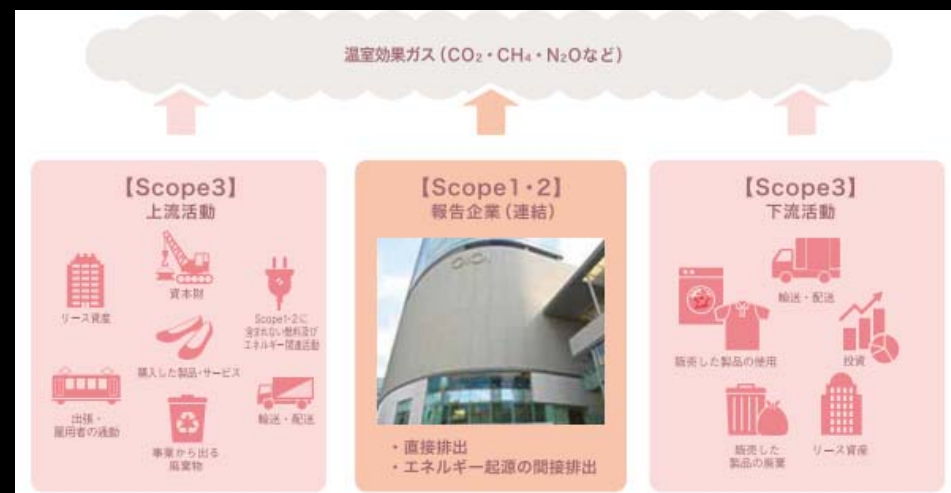 温室効果ガス(CO₂・CH₄・N₂Oなど)
【Scope3】
上流活動
リース資産
資本財
Scope1・2に
含まれない燃料及び
エネルギー関連活動
購入した製品・サービス
出張・
雇用者の通勤
事業から出る
廃棄物
輸送・配送
【Scope1・2】
報告企業(連結)
OIOI
・直接排出
・エネルギー起源の間接排出
【Scope3】
下流活動
輸送・配送
販売した製品の使用
投資
販売した
製品の廃棄
リース資産